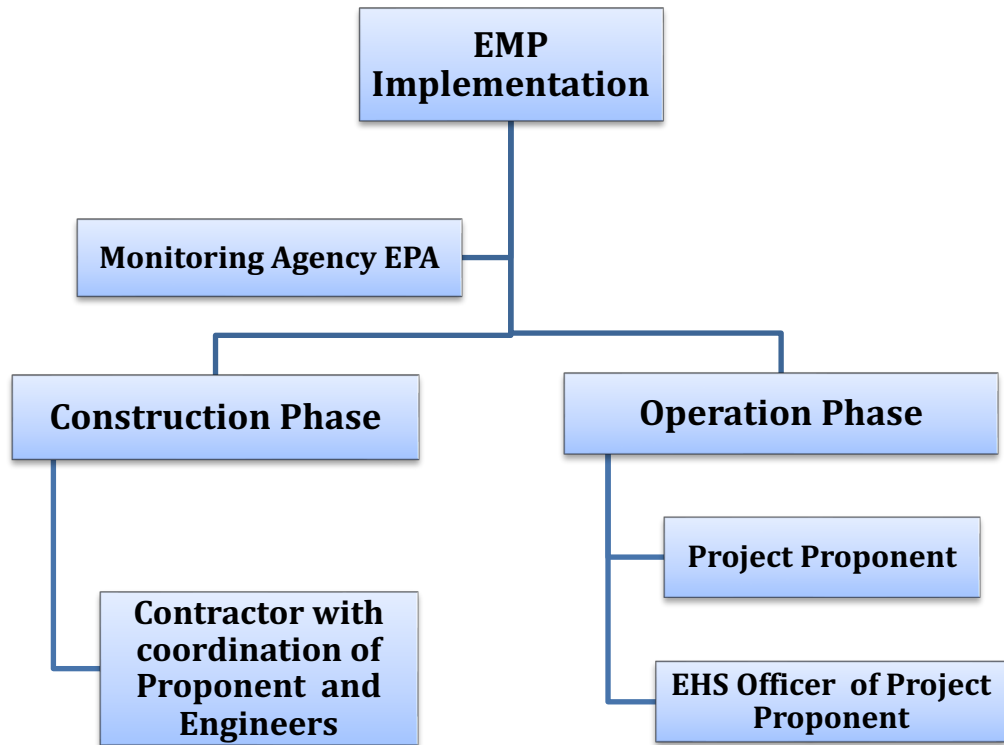 EMP
Implementation
Monitoring Agency EPA
Construction Phase
Operation Phase
Project Proponent
Contractor with
coordination of
Proponent and
Engineers
EHS Officer of Project
Proponent